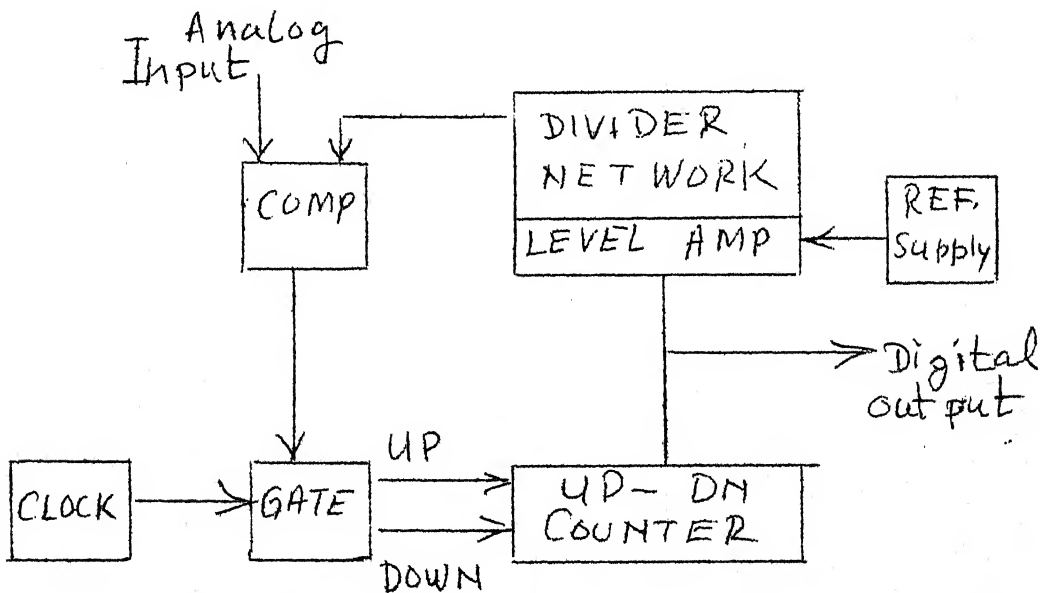 Analog
Input
DIVIDER
NETWORK
COMP
REF.
Supply
LEVEL AMP
Digital
output
UP
CLOCK
GATE
UP- DN
COUNTER
DOWN